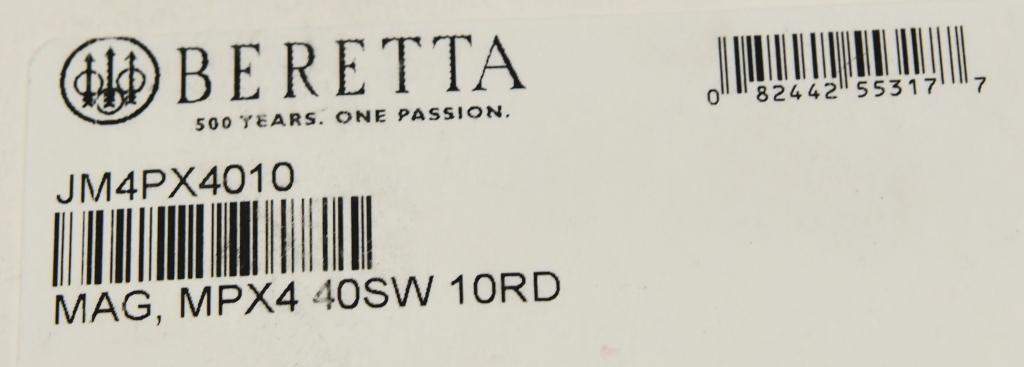 BERETTA
500 YEARS. ONE PASSION.
0 82442 55317 7
JM4PX4010
MAG, MPX4 40SW 10RD